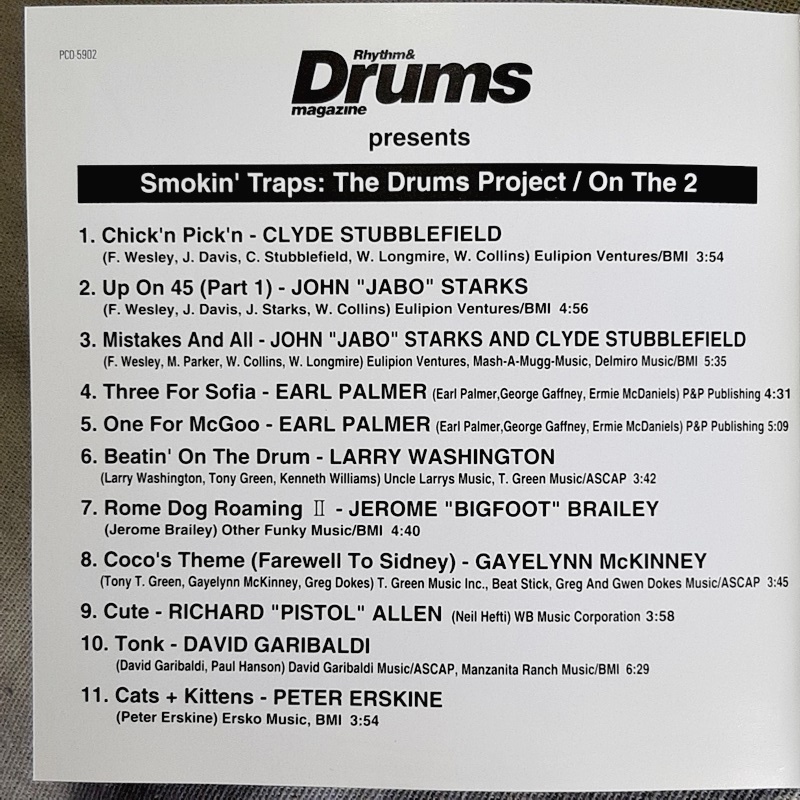 PCD-5902
Rhythm&
Drums
magazine
presents
Smokin' Traps: The Drums Project / On The 2
1. Chick'n Pick'n - CLYDE STUBBLEFIELD
(F. Wesley, J. Davis, C. Stubblefield, W. Longmire, W. Collins) Eulipion Ventures/BMI 3:54
2. Up On 45 (Part 1) - JOHN "JABO" STARKS
(F. Wesley, J. Davis, J. Starks, W. Collins) Eulipion Ventures/BMI 4:56
3. Mistakes And All - JOHN "JABO" STARKS AND CLYDE STUBBLEFIELD
(F. Wesley, M. Parker, W. Collins, W. Longmire) Eulipion Ventures, Mash-A-Mugg-Music, Delmiro Music/BMI 5:35
4. Three For Sofia - EARL PALMER (Earl Palmer,George Gaffney, Ermie McDaniels) P&P Publishing 4:31
5. One For McGoo - EARL PALMER (Earl Palmer,George Gaffney, Ermie McDaniels) P&P Publishing 5:09
6. Beatin' On The Drum - LARRY WASHINGTON
(Larry Washington, Tony Green, Kenneth Williams) Uncle Larrys Music, T. Green Music/ASCAP 3:42
7. Rome Dog Roaming Ⅱ - JEROME "BIGFOOT" BRAILEY
(Jerome Brailey) Other Funky Music/BMI 4:40
8. Coco's Theme (Farewell To Sidney) - GAYELYNN McKINNEY
(Tony T. Green, Gayelynn McKinney, Greg Dokes) T. Green Music Inc., Beat Stick, Greg And Gwen Dokes Music/ASCAP 3:45
9. Cute - RICHARD "PISTOL" ALLEN (Neil Hefti) WB Music Corporation 3:58
10. Tonk - DAVID GARIBALDI
(David Garibaldi, Paul Hanson) David Garibaldi Music/ASCAP, Manzanita Ranch Music/BMI 6:29
11. Cats + Kittens - PETER ERSKINE
(Peter Erskine) Ersko Music, BMI 3:54